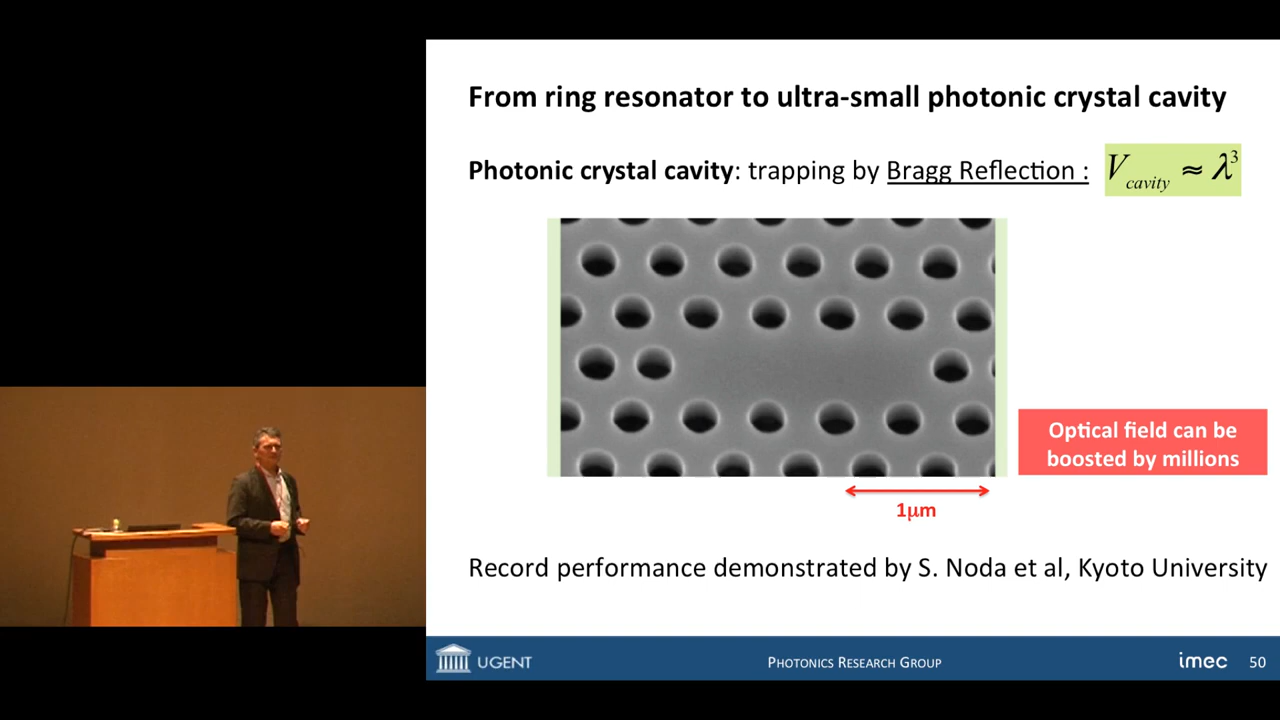 From ring resonator to ultra-small photonic crystal cavity
Photonic crystal cavity: trapping by Bragg Reflection : V_cavity ≈ λ³
Optical field can be
boosted by millions
1μm
Record performance demonstrated by S. Noda et al, Kyoto University
UGENT PHOTONICS RESEARCH GROUP imec 50